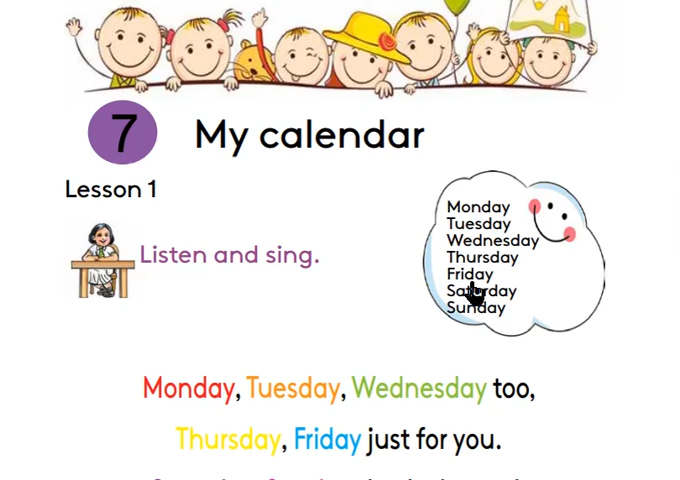 7 My calendar
Lesson 1
Listen and sing.
Monday
Tuesday
Wednesday
Thursday
Friday
Saturday
Sunday
Monday, Tuesday, Wednesday too,
Thursday, Friday just for you.